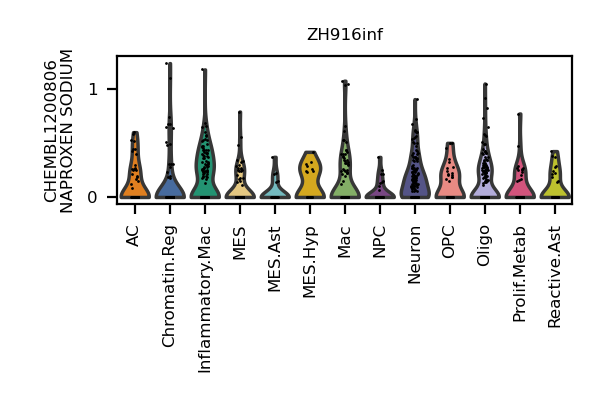 ZH916inf
CHEMBL1200806
NAPROXEN SODIUM
1
0
AC
Chromatin.Reg
Inflammatory.Mac
MES
MES.Ast
MES.Hyp
Mac
NPC
Neuron
OPC
Oligo
Prolif.Metab
Reactive.Ast